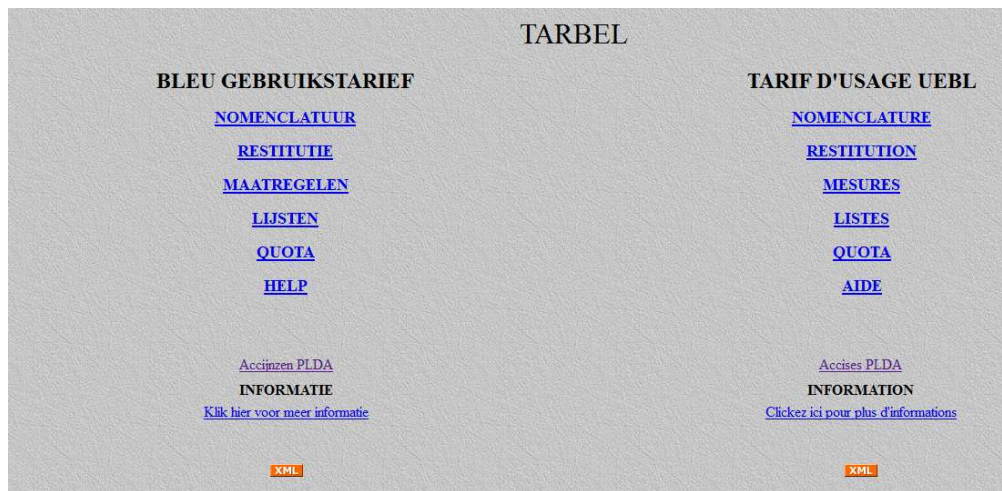 TARBEL
BLEU GEBRUIKSTARIEF
NOMENCLATUUR
RESTITUTIE
MAATREGELEN
LIJSTEN
QUOTA
HELP
Accijnzen PLDA
INFORMATIE
Klik hier voor meer informatie
XML
TARIF D'USAGE UEBL
NOMENCLATURE
RESTITUTION
MESURES
LISTES
QUOTA
AIDE
Accises PLDA
INFORMATION
Clickez ici pour plus d'informations
XML